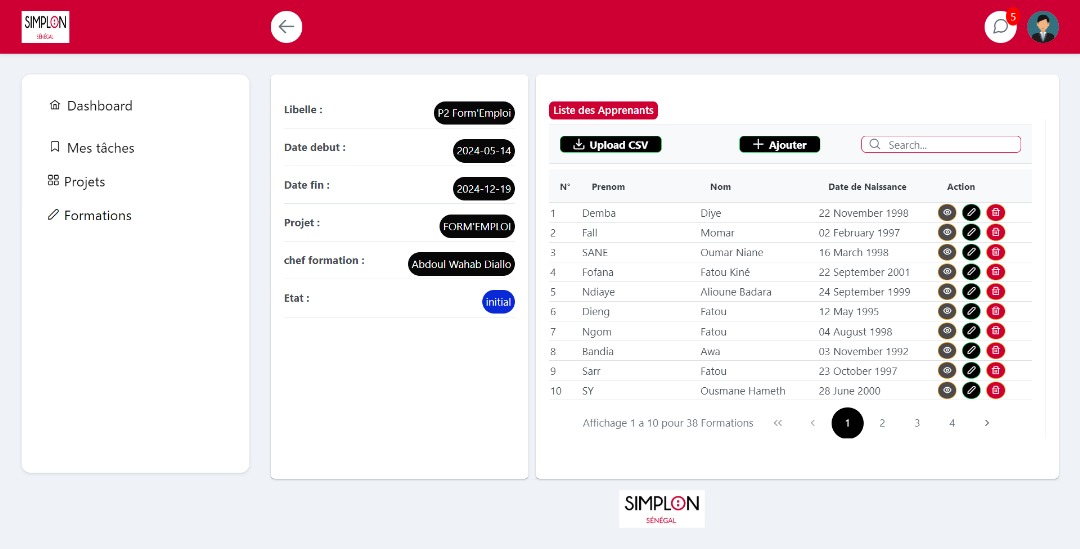 SIMPLON
SÉNÉGAL
5
Dashboard
Mes tâches
Projets
Formations
Libelle : P2 Form'Emploi
Date debut : 2024-05-14
Date fin : 2024-12-19
Projet : FORM'EMPLOI
chef formation : Abdoul Wahab Diallo
Etat : initial
Liste des Apprenants
Upload CSV Ajouter Search...
N° Prenom Nom Date de Naissance Action
1 Demba Diye 22 November 1998
2 Fall Momar 02 February 1997
3 SANE Oumar Niane 16 March 1998
4 Fofana Fatou Kiné 22 September 2001
5 Ndiaye Alioune Badara 24 September 1999
6 Dieng Fatou 12 May 1995
7 Ngom Fatou 04 August 1998
8 Bandia Awa 03 November 1992
9 Sarr Fatou 23 October 1997
10 SY Ousmane Hameth 28 June 2000
Affichage 1 a 10 pour 38 Formations << < 1 2 3 4 >
SIMPLON
SÉNÉGAL